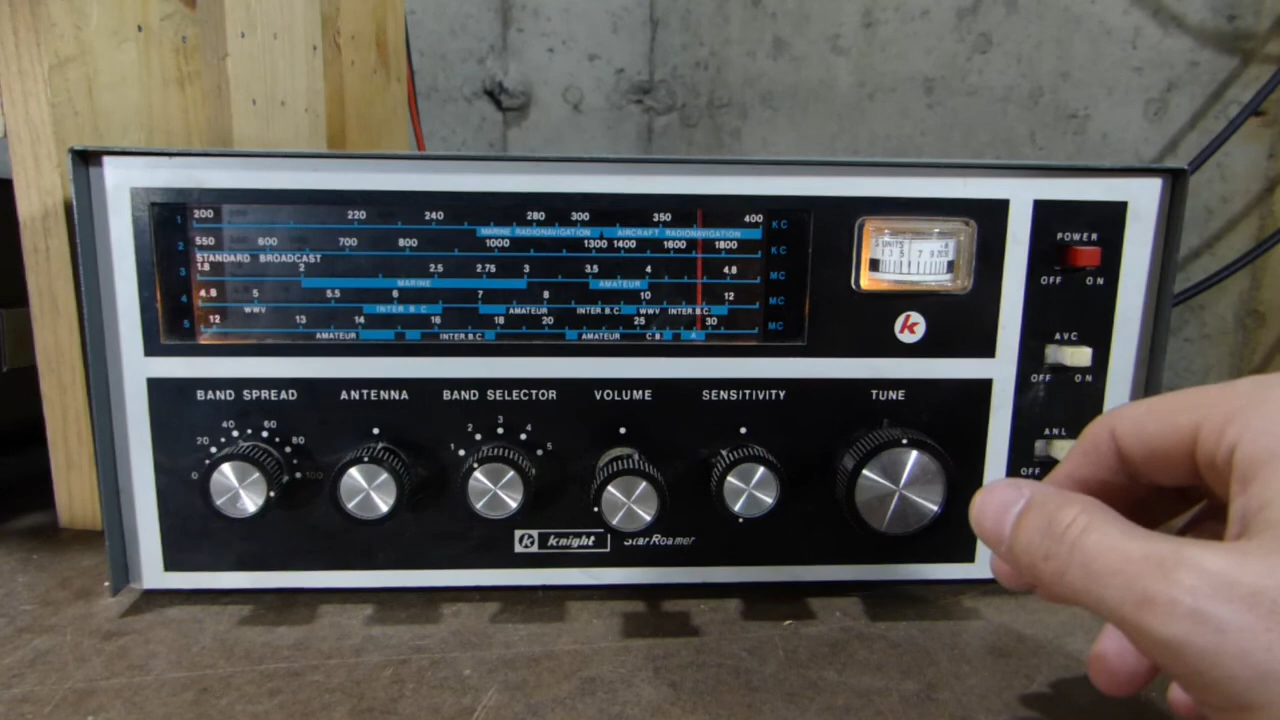 1 200 220 240 280 300 350 400 KC
MARINE RADIONAVIGATION AIRCRAFT RADIONAVIGATION
2 550 600 700 800 1000 1300 1400 1600 1800 KC
STANDARD BROADCAST
3 1.8 2 2.5 2.75 3 3.5 4 4.8 MC
MARINE AMATEUR
4 4.8 5 5.5 6 7 8 10 12 MC
WWV INTER.B.C. AMATEUR INTER.B.C. WWV INTER.B.C.
5 12 13 14 16 18 20 25 30 MC
AMATEUR INTER.B.C. AMATEUR C.B. A
S UNITS
1 3 5 7 9
k
POWER
OFF ON
AVC
OFF ON
ANL
OFF
BAND SPREAD ANTENNA BAND SELECTOR VOLUME SENSITIVITY TUNE
0 20 40 60 80 100
1 2 3 4 5
k knight Star Roamer